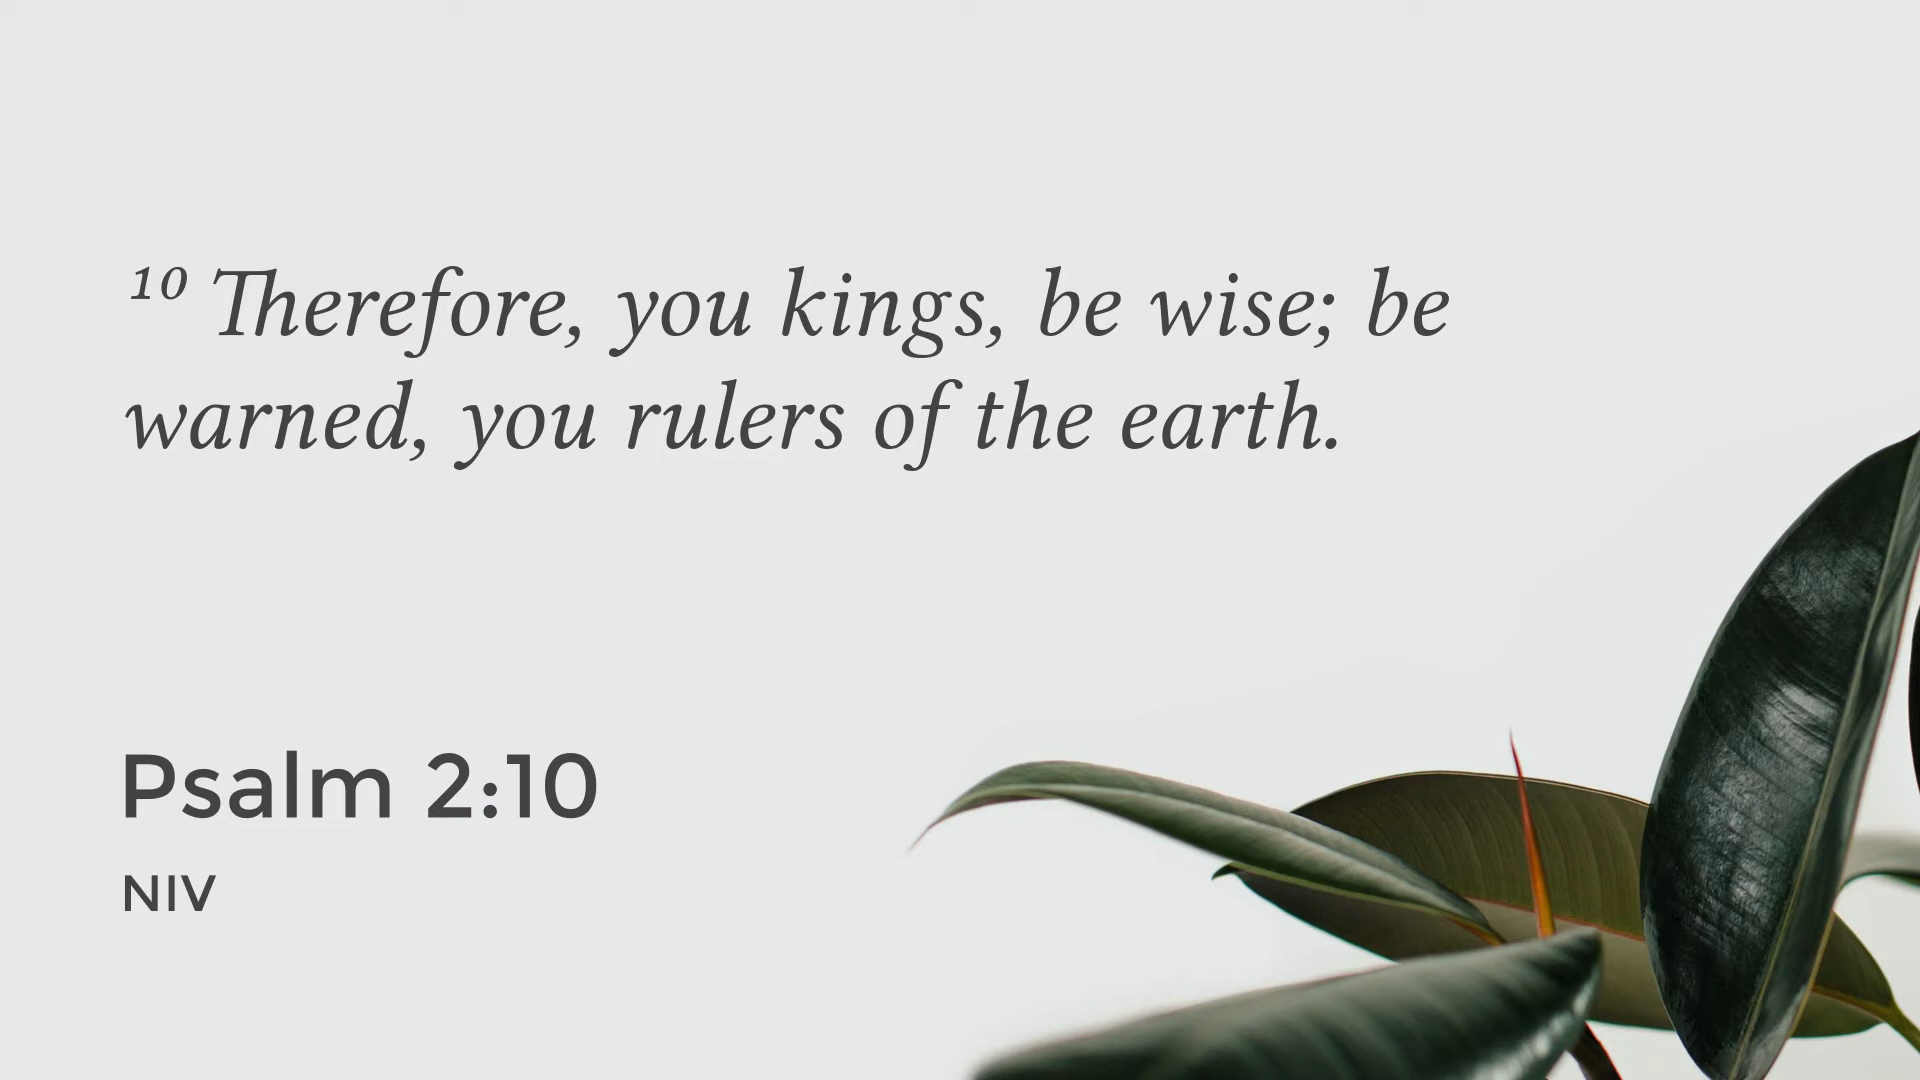 ¹⁰ Therefore, you kings, be wise; be
warned, you rulers of the earth.
Psalm 2:10
NIV